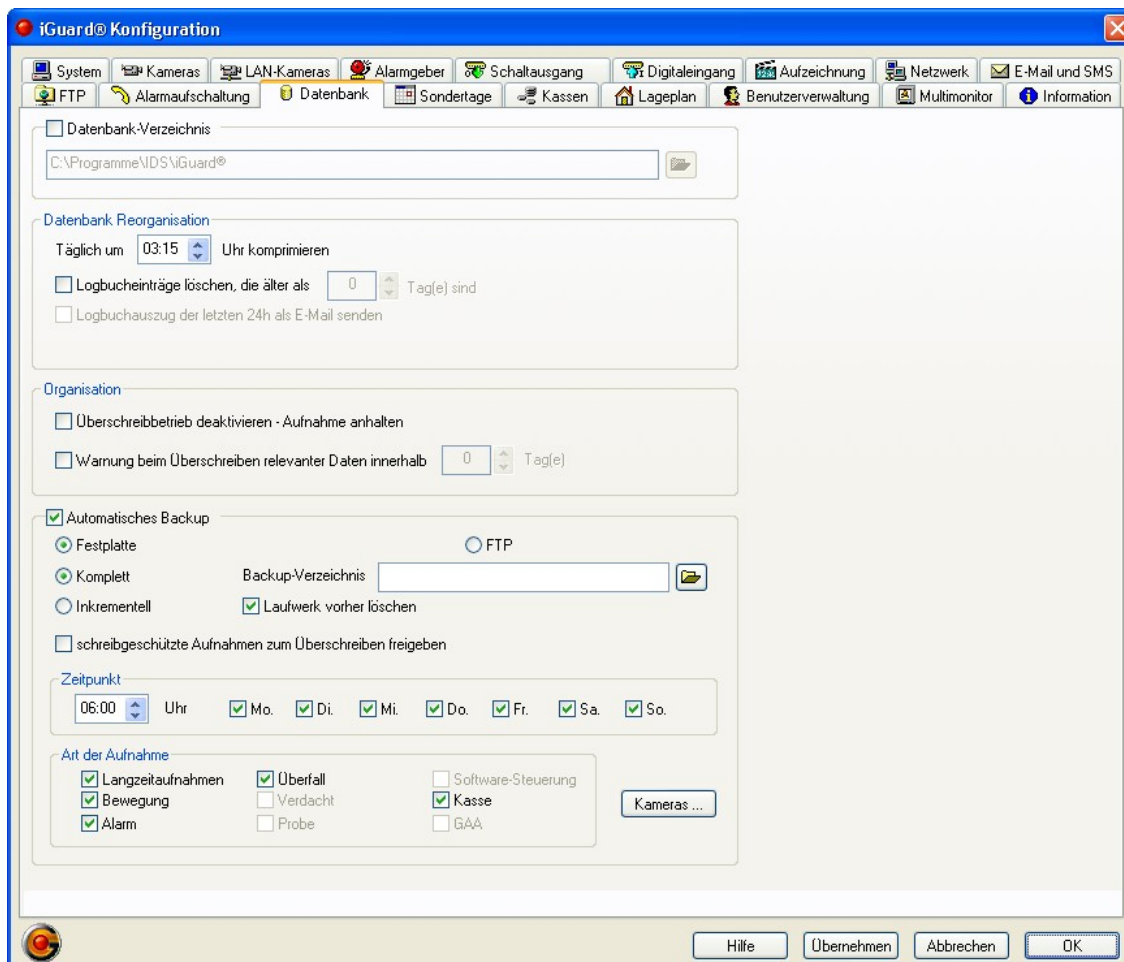 iGuard® Konfiguration
System Kameras LAN-Kameras Alarmgeber Schaltausgang Digitaleingang Aufzeichnung Netzwerk E-Mail und SMS
FTP Alarmaufschaltung Datenbank Sondertage Kassen Lageplan Benutzerverwaltung Multimonitor Information
Datenbank-Verzeichnis
C:\Programme\IDS\iGuard®
Datenbank Reorganisation
Täglich um 03:15 Uhr komprimieren
Logbucheinträge löschen, die älter als 0 Tag(e) sind
Logbuchauszug der letzten 24h als E-Mail senden
Organisation
Überschreibbetrieb deaktivieren - Aufnahme anhalten
Warnung beim Überschreiben relevanter Daten innerhalb 0 Tag(e)
Automatisches Backup
Festplatte FTP
Komplett Backup-Verzeichnis
Inkrementell Laufwerk vorher löschen
schreibgeschützte Aufnahmen zum Überschreiben freigeben
Zeitpunkt
06:00 Uhr Mo. Di. Mi. Do. Fr. Sa. So.
Art der Aufnahme
Langzeitaufnahmen Überfall Software-Steuerung
Bewegung Verdacht Kasse Kameras ...
Alarm Probe GAA
Hilfe Übernehmen Abbrechen OK